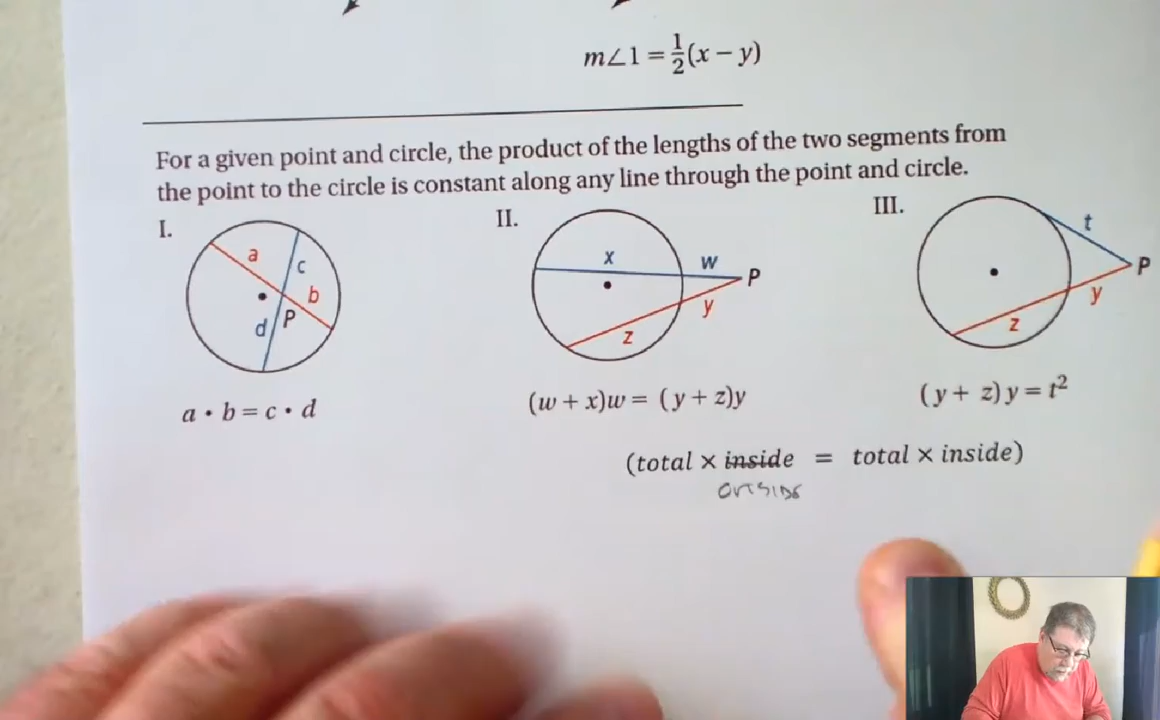 m∠1 = 1/2(x − y)
For a given point and circle, the product of the lengths of the two segments from
the point to the circle is constant along any line through the point and circle.
I.
a
c
b
d
P
a • b = c • d
II.
x
w
P
y
z
(w + x)w = (y + z)y
III.
t
P
y
z
(y + z)y = t²
(total × inside = total × inside)
OUTSIDE